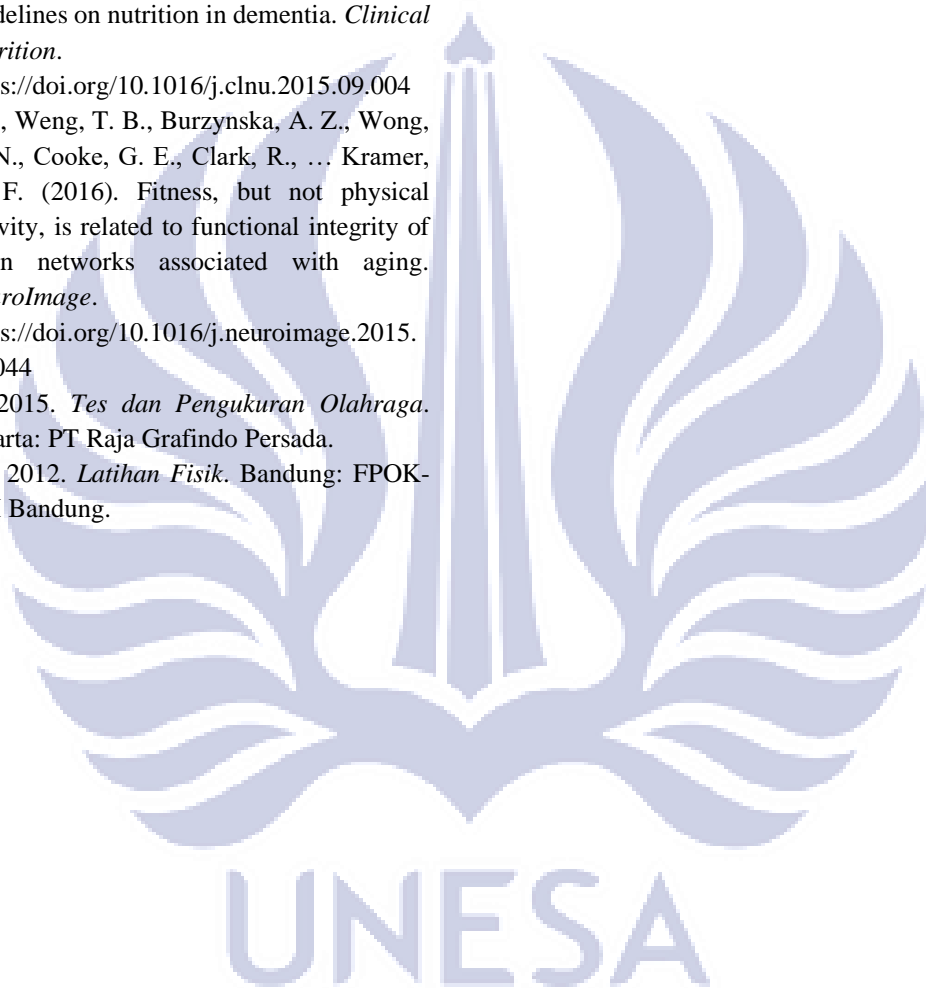 delines on nutrition in dementia. Clinical
rition.
s://doi.org/10.1016/j.clnu.2015.09.004
., Weng, T. B., Burzynska, A. Z., Wong,
N., Cooke, G. E., Clark, R., … Kramer,
F. (2016). Fitness, but not physical
vity, is related to functional integrity of
n networks associated with aging.
roImage.
s://doi.org/10.1016/j.neuroimage.2015.
044
2015. Tes dan Pengukuran Olahraga.
arta: PT Raja Grafindo Persada.
2012. Latihan Fisik. Bandung: FPOK-
Bandung.
UNESA